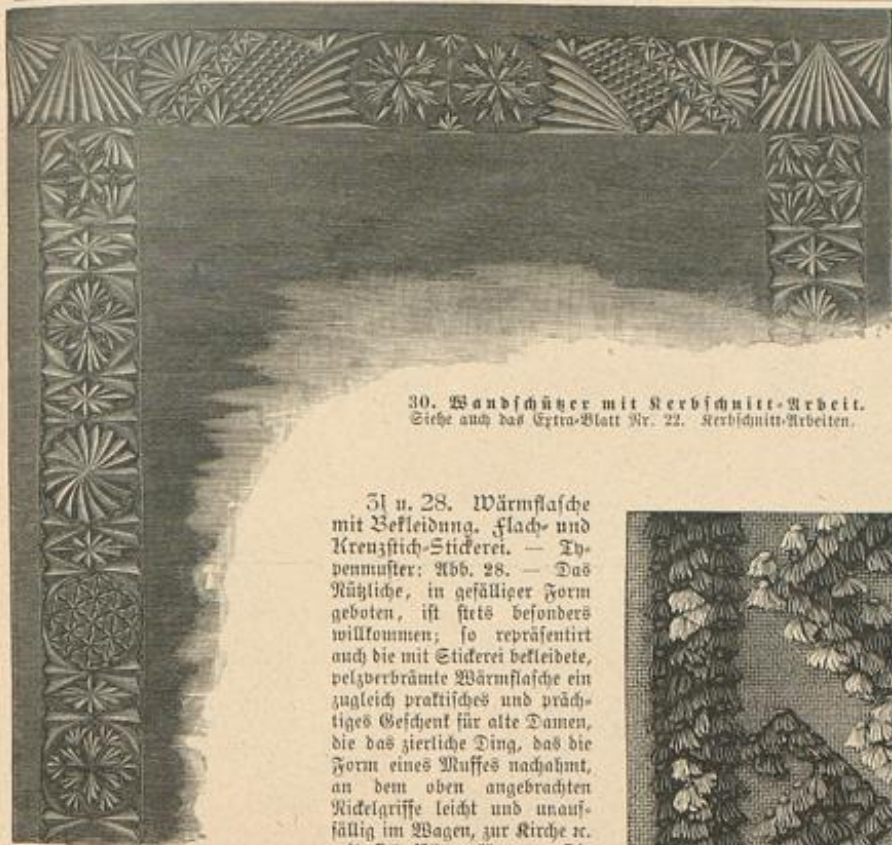 30. Wandschützer mit Kerbschnitt-Arbeit.
Siehe auch das Extra-Blatt Nr. 22. Kerbschnitt-Arbeiten.
31 u. 28. Wärmflasche
mit Bekleidung. Flach- und
Kreuzstich-Stickerei. — Ty-
penmuster: Abb. 28. — Das
Nützliche, in gefälliger Form
geboten, ist stets besonders
willkommen; so repräsentirt
auch die mit Stickerei bekleidete,
pelzverbrämte Wärmflasche ein
zugleich praktisches und präch-
tiges Geschenk für alte Damen,
die das zierliche Ding, das die
Form eines Muffes nachahmt,
an dem oben angebrachten
Nickelgriffe leicht und unauf-
fällig im Wagen, zur Kirche ꝛc.